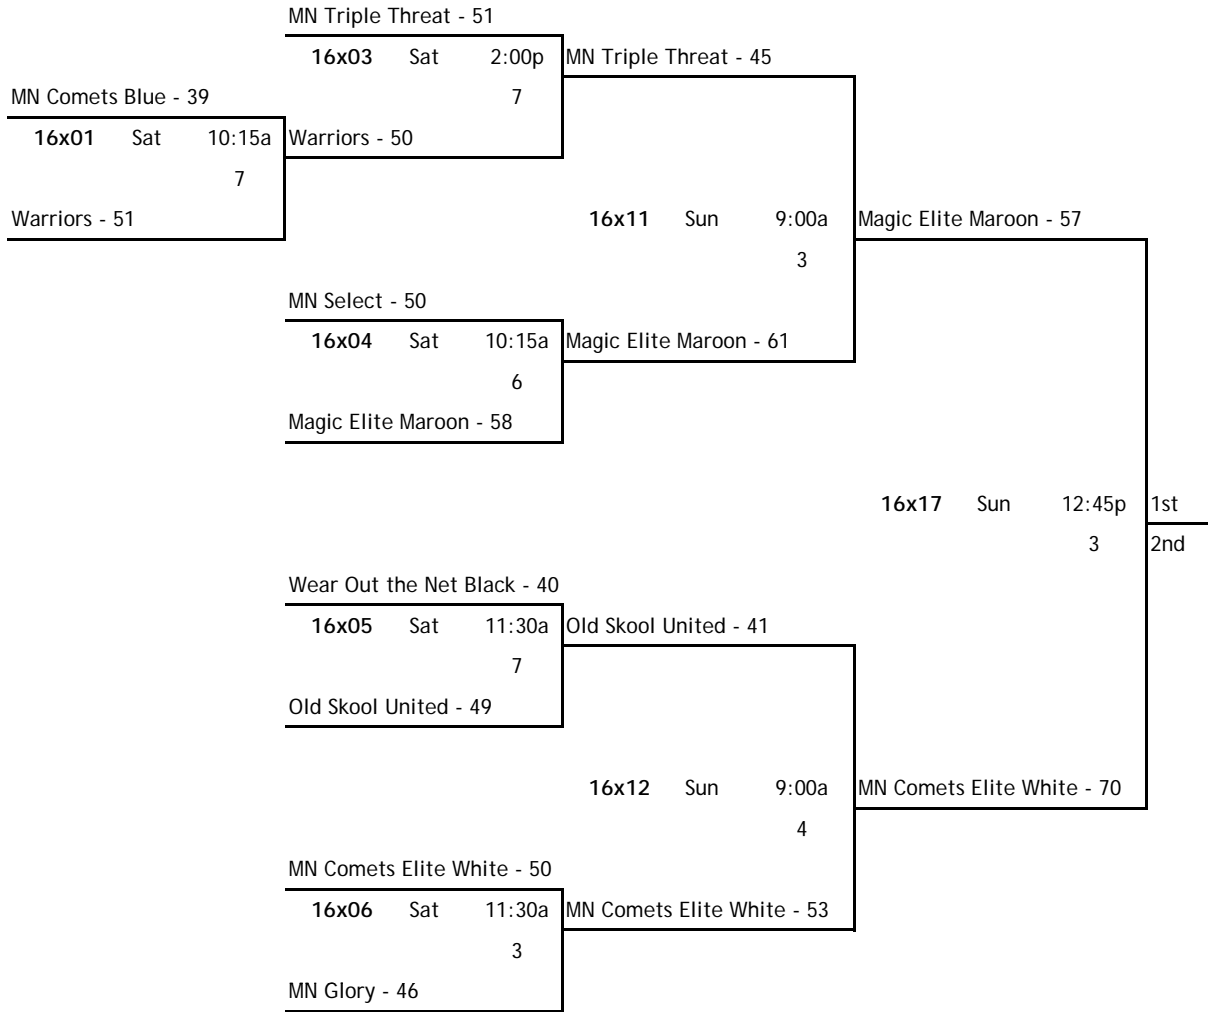 MN Triple Threat - 51
16x03 Sat 2:00p MN Triple Threat - 45
MN Comets Blue - 39 7
16x01 Sat 10:15a Warriors - 50
7
Warriors - 51 16x11 Sun 9:00a Magic Elite Maroon - 57
3
MN Select - 50
16x04 Sat 10:15a Magic Elite Maroon - 61
6
Magic Elite Maroon - 58
16x17 Sun 12:45p 1st
3 2nd
Wear Out the Net Black - 40
16x05 Sat 11:30a Old Skool United - 41
7
Old Skool United - 49
16x12 Sun 9:00a MN Comets Elite White - 70
4
MN Comets Elite White - 50
16x06 Sat 11:30a MN Comets Elite White - 53
3
MN Glory - 46